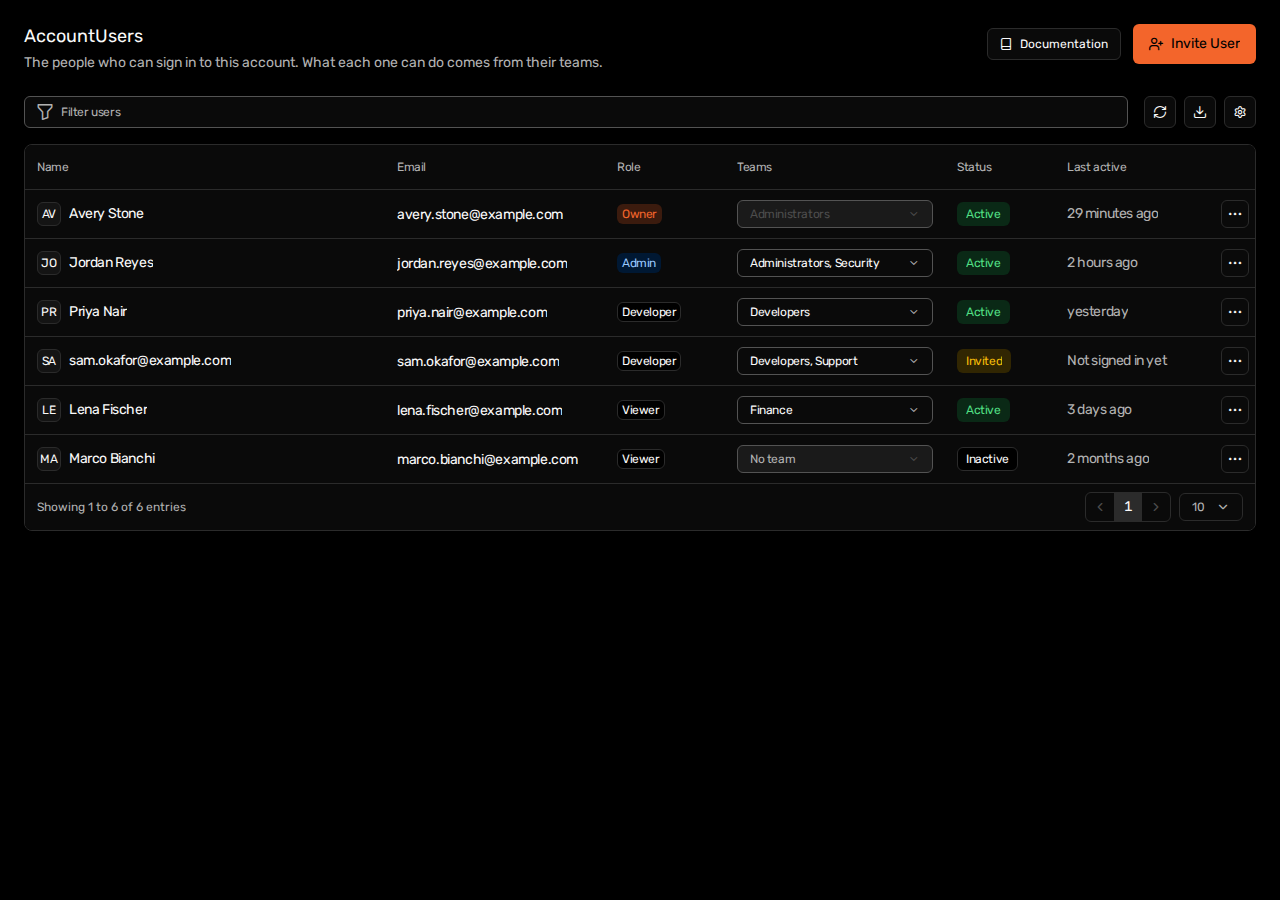 AccountUsers
The people who can sign in to this account. What each one can do comes from their teams.
Documentation
Invite User
Filter users
Name Email Role Teams Status Last active
AV Avery Stone avery.stone@example.com Owner Administrators Active 29 minutes ago
JO Jordan Reyes jordan.reyes@example.com Admin Administrators, Security Active 2 hours ago
PR Priya Nair priya.nair@example.com Developer Developers Active yesterday
SA sam.okafor@example.com sam.okafor@example.com Developer Developers, Support Invited Not signed in yet
LE Lena Fischer lena.fischer@example.com Viewer Finance Active 3 days ago
MA Marco Bianchi marco.bianchi@example.com Viewer No team Inactive 2 months ago
Showing 1 to 6 of 6 entries 1 10